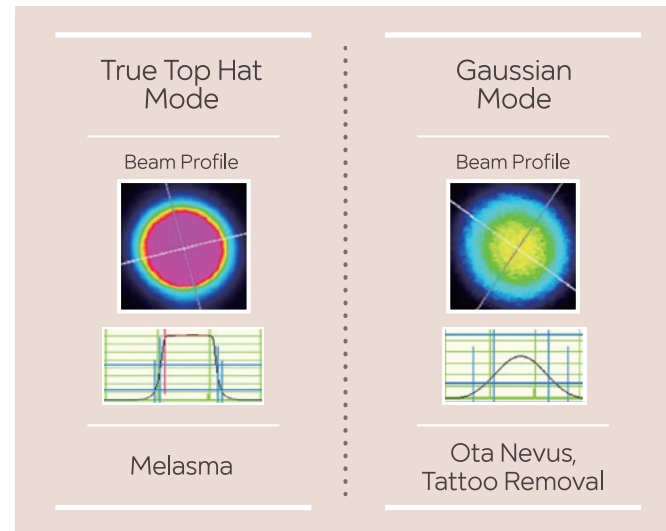 True Top Hat
Mode
Beam Profile
Melasma
Gaussian
Mode
Beam Profile
Ota Nevus,
Tattoo Removal